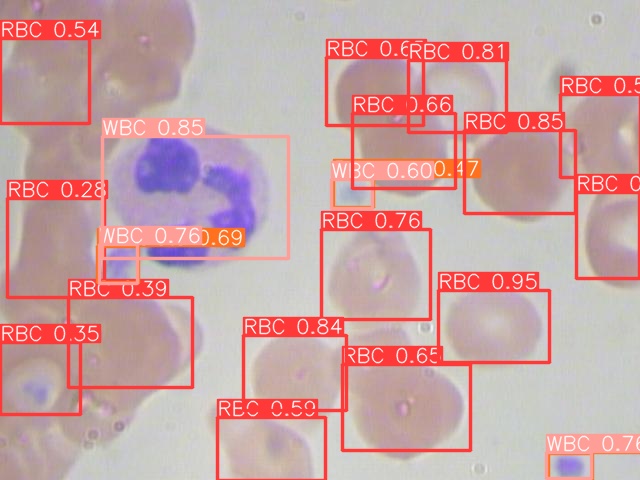 RBC 0.54
RBC 0.6
RBC 0.81
RBC 0.5
RBC 0.66
RBC 0.85
WBC 0.85
WBC 0.60 0.47
RBC 0.28
RBC 0
RBC 0.76
WBC 0.76 0.69
RBC 0.95
RBC 0.39
RBC 0.84
RBC 0.35
RBC 0.65
RBC 0.59
WBC 0.76